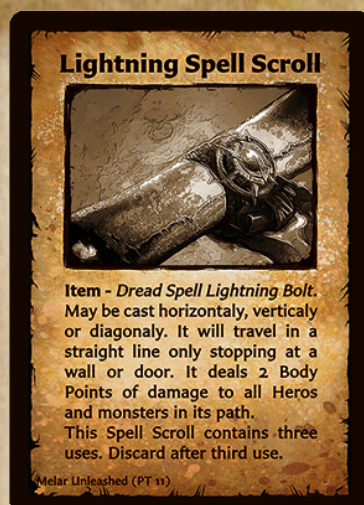 Lightning Spell Scroll
Item - Dread Spell Lightning Bolt.
May be cast horizontaly, verticaly
or diagonaly. It will travel in a
straight line only stopping at a
wall or door. It deals 2 Body
Points of damage to all Heros
and monsters in its path.
This Spell Scroll contains three
uses. Discard after third use.
Melar Unleashed (PT 11)